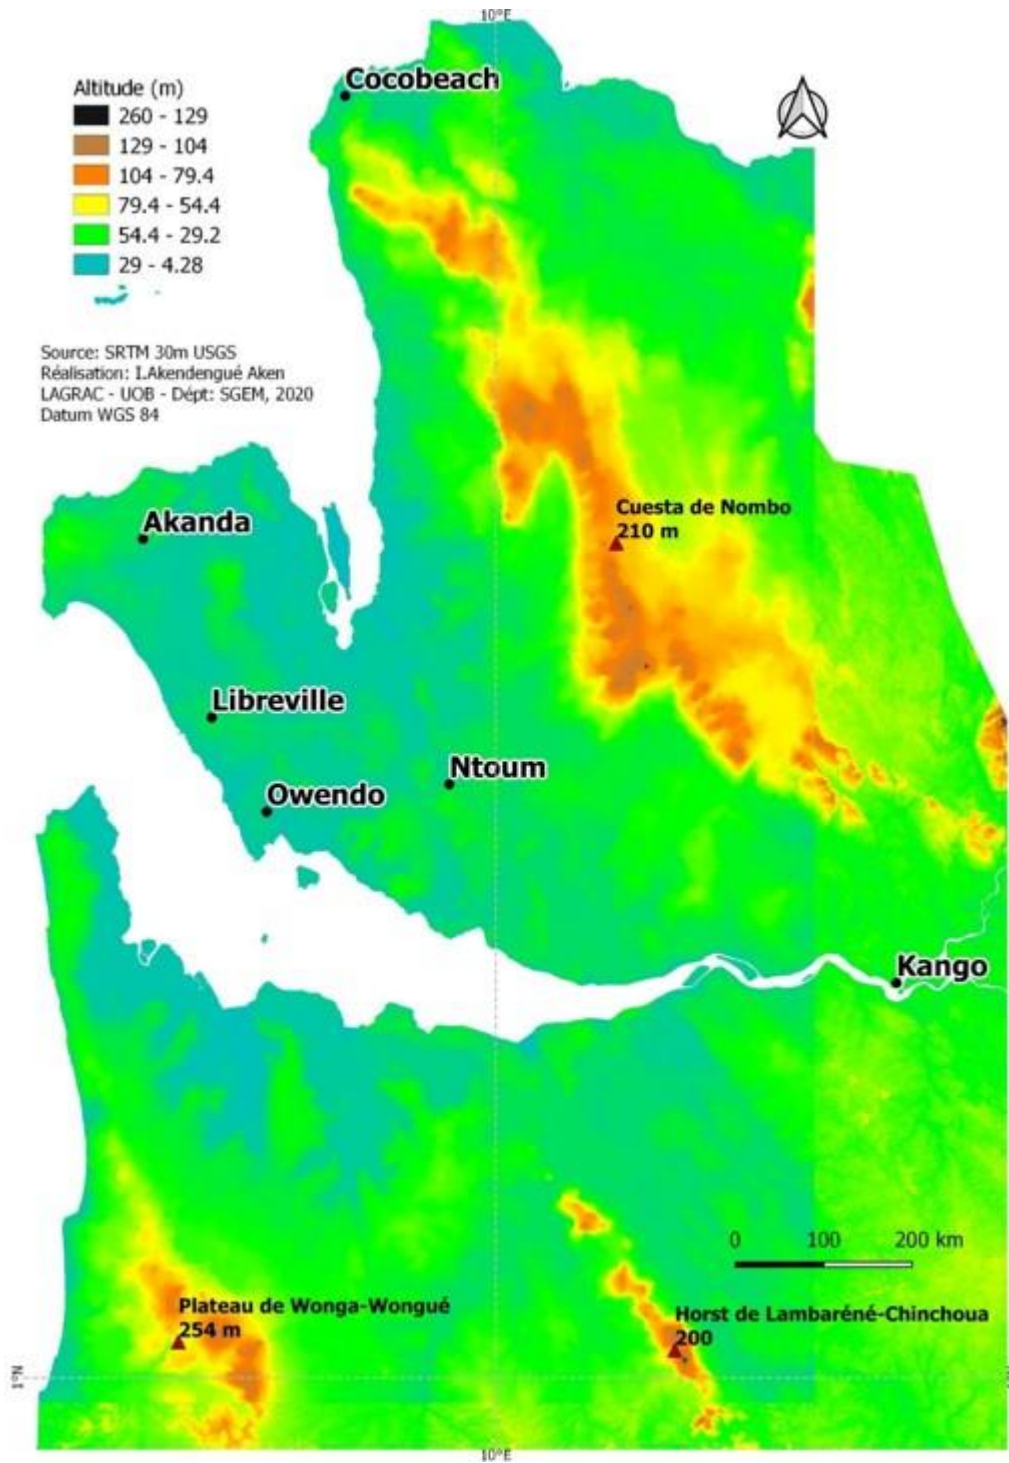 10°E
Cocobeach
Altitude (m)
260 - 129
129 - 104
104 - 79.4
79.4 - 54.4
54.4 - 29.2
29 - 4.28
Source: SRTM 30m USGS
Réalisation: I.Akendengué Aken
LAGRAC - UOB - Dépt: SGEM, 2020
Datum WGS 84
Cuesta de Nombo
210 m
Akanda
Libreville
Ntoum
Owendo
Kango
0 100 200 km
Plateau de Wonga-Wongué
254 m
Horst de Lambaréné-Chinchoua
200
1°N
10°E